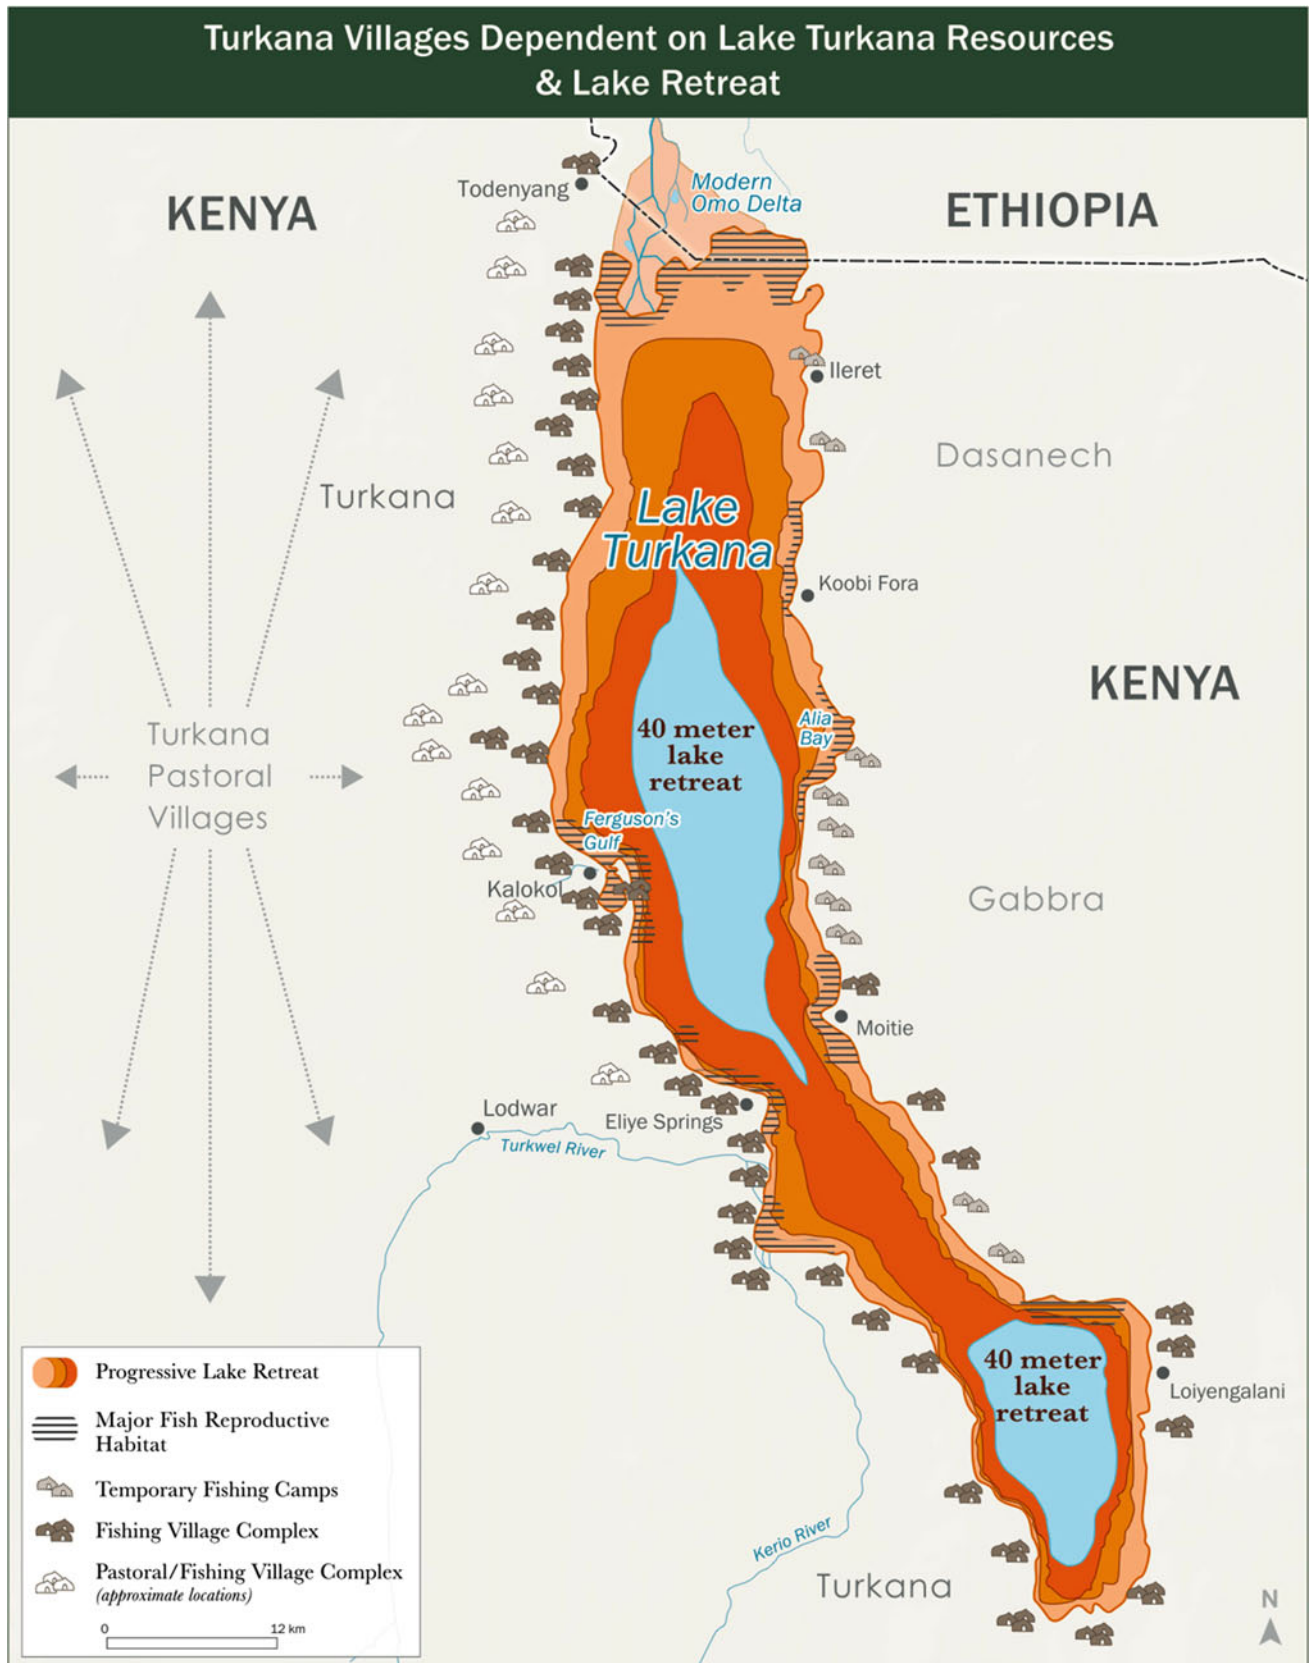 Turkana Villages Dependent on Lake Turkana Resources
& Lake Retreat
KENYA
ETHIOPIA
Todenyang
Modern
Omo Delta
Ileret
Dasanech
Turkana
Lake
Turkana
Koobi Fora
KENYA
Turkana
Pastoral
Villages
40 meter
lake
retreat
Alia
Bay
Ferguson's
Gulf
Kalokol
Gabbra
Moitie
Lodwar
Eliye Springs
Turkwel River
40 meter
lake
retreat
Loiyengalani
Kerio River
Turkana
Progressive Lake Retreat
Major Fish Reproductive
Habitat
Temporary Fishing Camps
Fishing Village Complex
Pastoral/Fishing Village Complex
(approximate locations)
0 12 km
N